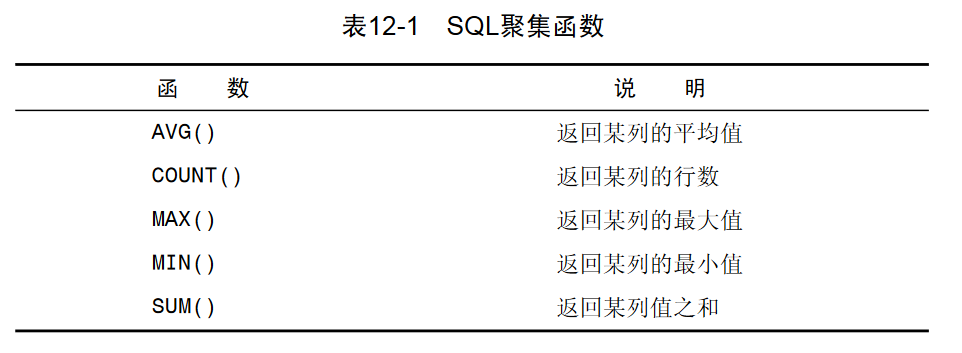 表12-1 SQL聚集函数
函 数 说 明
AVG() 返回某列的平均值
COUNT() 返回某列的行数
MAX() 返回某列的最大值
MIN() 返回某列的最小值
SUM() 返回某列值之和